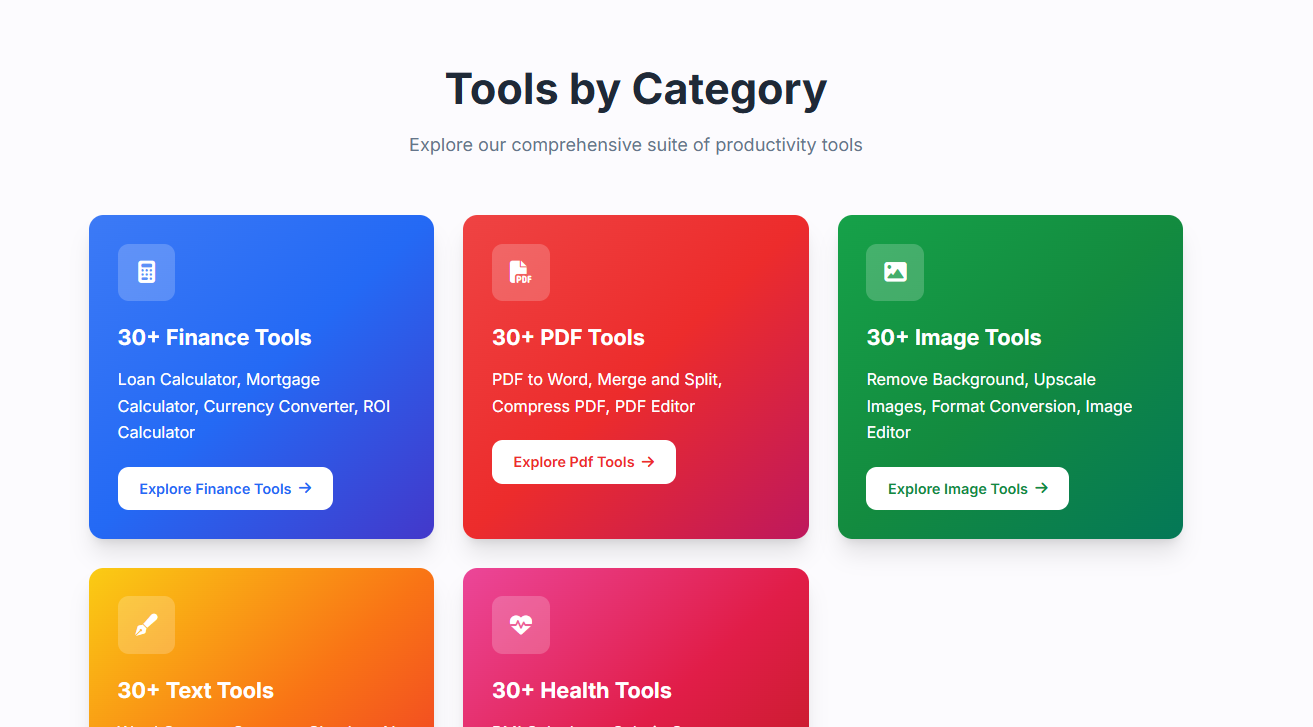 Tools by Category
Explore our comprehensive suite of productivity tools
PDF
30+ Finance Tools
Loan Calculator, Mortgage
Calculator, Currency Converter, ROI
Calculator
Explore Finance Tools →
30+ PDF Tools
PDF to Word, Merge and Split,
Compress PDF, PDF Editor
Explore Pdf Tools →
30+ Image Tools
Remove Background, Upscale
Images, Format Conversion, Image
Editor
Explore Image Tools →
30+ Text Tools
30+ Health Tools